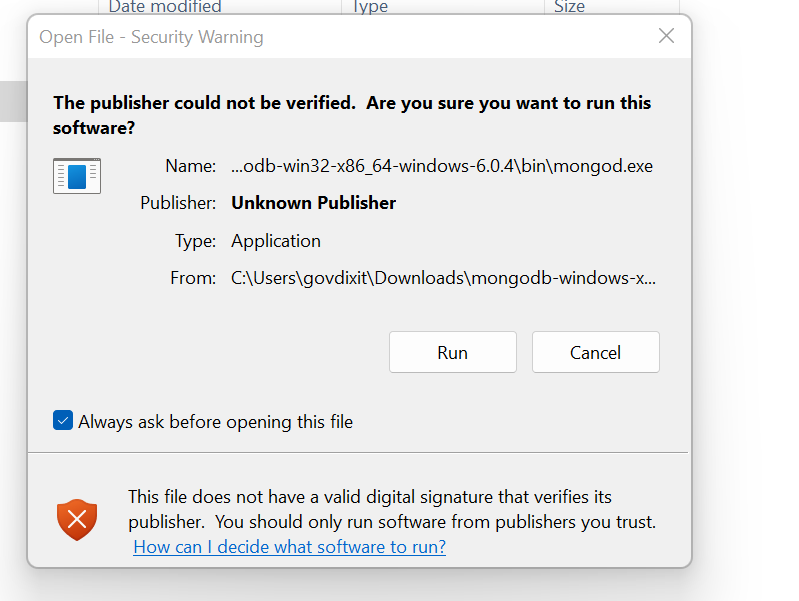 Date modified Type Size
Open File - Security Warning
The publisher could not be verified.  Are you sure you want to run this
software?
Name: ...odb-win32-x86_64-windows-6.0.4\bin\mongod.exe
Publisher: Unknown Publisher
Type: Application
From: C:\Users\govdixit\Downloads\mongodb-windows-x...
Run Cancel
Always ask before opening this file
This file does not have a valid digital signature that verifies its
publisher.  You should only run software from publishers you trust.
How can I decide what software to run?